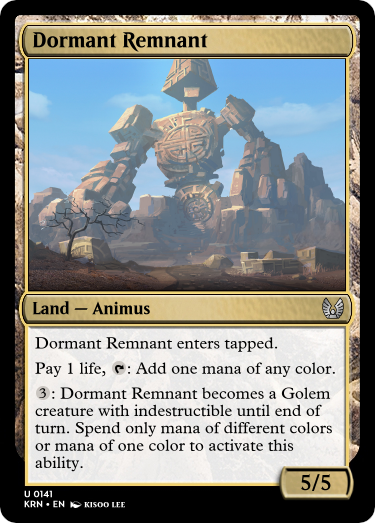 Dormant Remnant
Land — Animus
Dormant Remnant enters tapped.
Pay 1 life, : Add one mana of any color.
3: Dormant Remnant becomes a Golem
creature with indestructible until end of
turn. Spend only mana of different colors
or mana of one color to activate this
ability.
5/5
U 0141
KRN • EN KISOO LEE